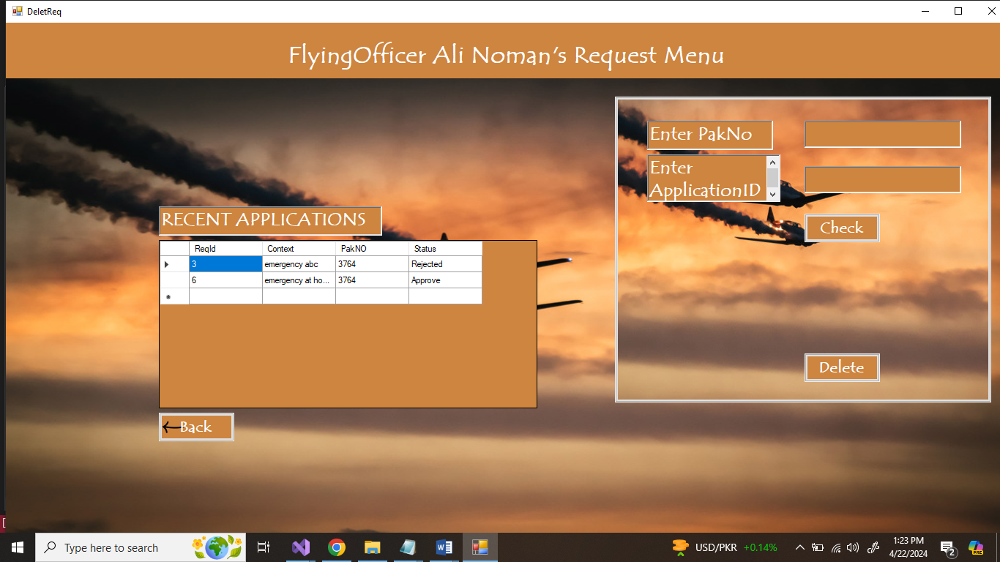 DeletReq
FlyingOfficer Ali Noman's Request Menu
Enter PakNo
Enter
ApplicationID
Check
RECENT APPLICATIONS
ReqId Context PakNO Status
3 emergency abc 3764 Rejected
6 emergency at ho... 3764 Approve
Delete
Back
Type here to search
USD/PKR +0.14%
1:23 PM
4/22/2024
2
PRE